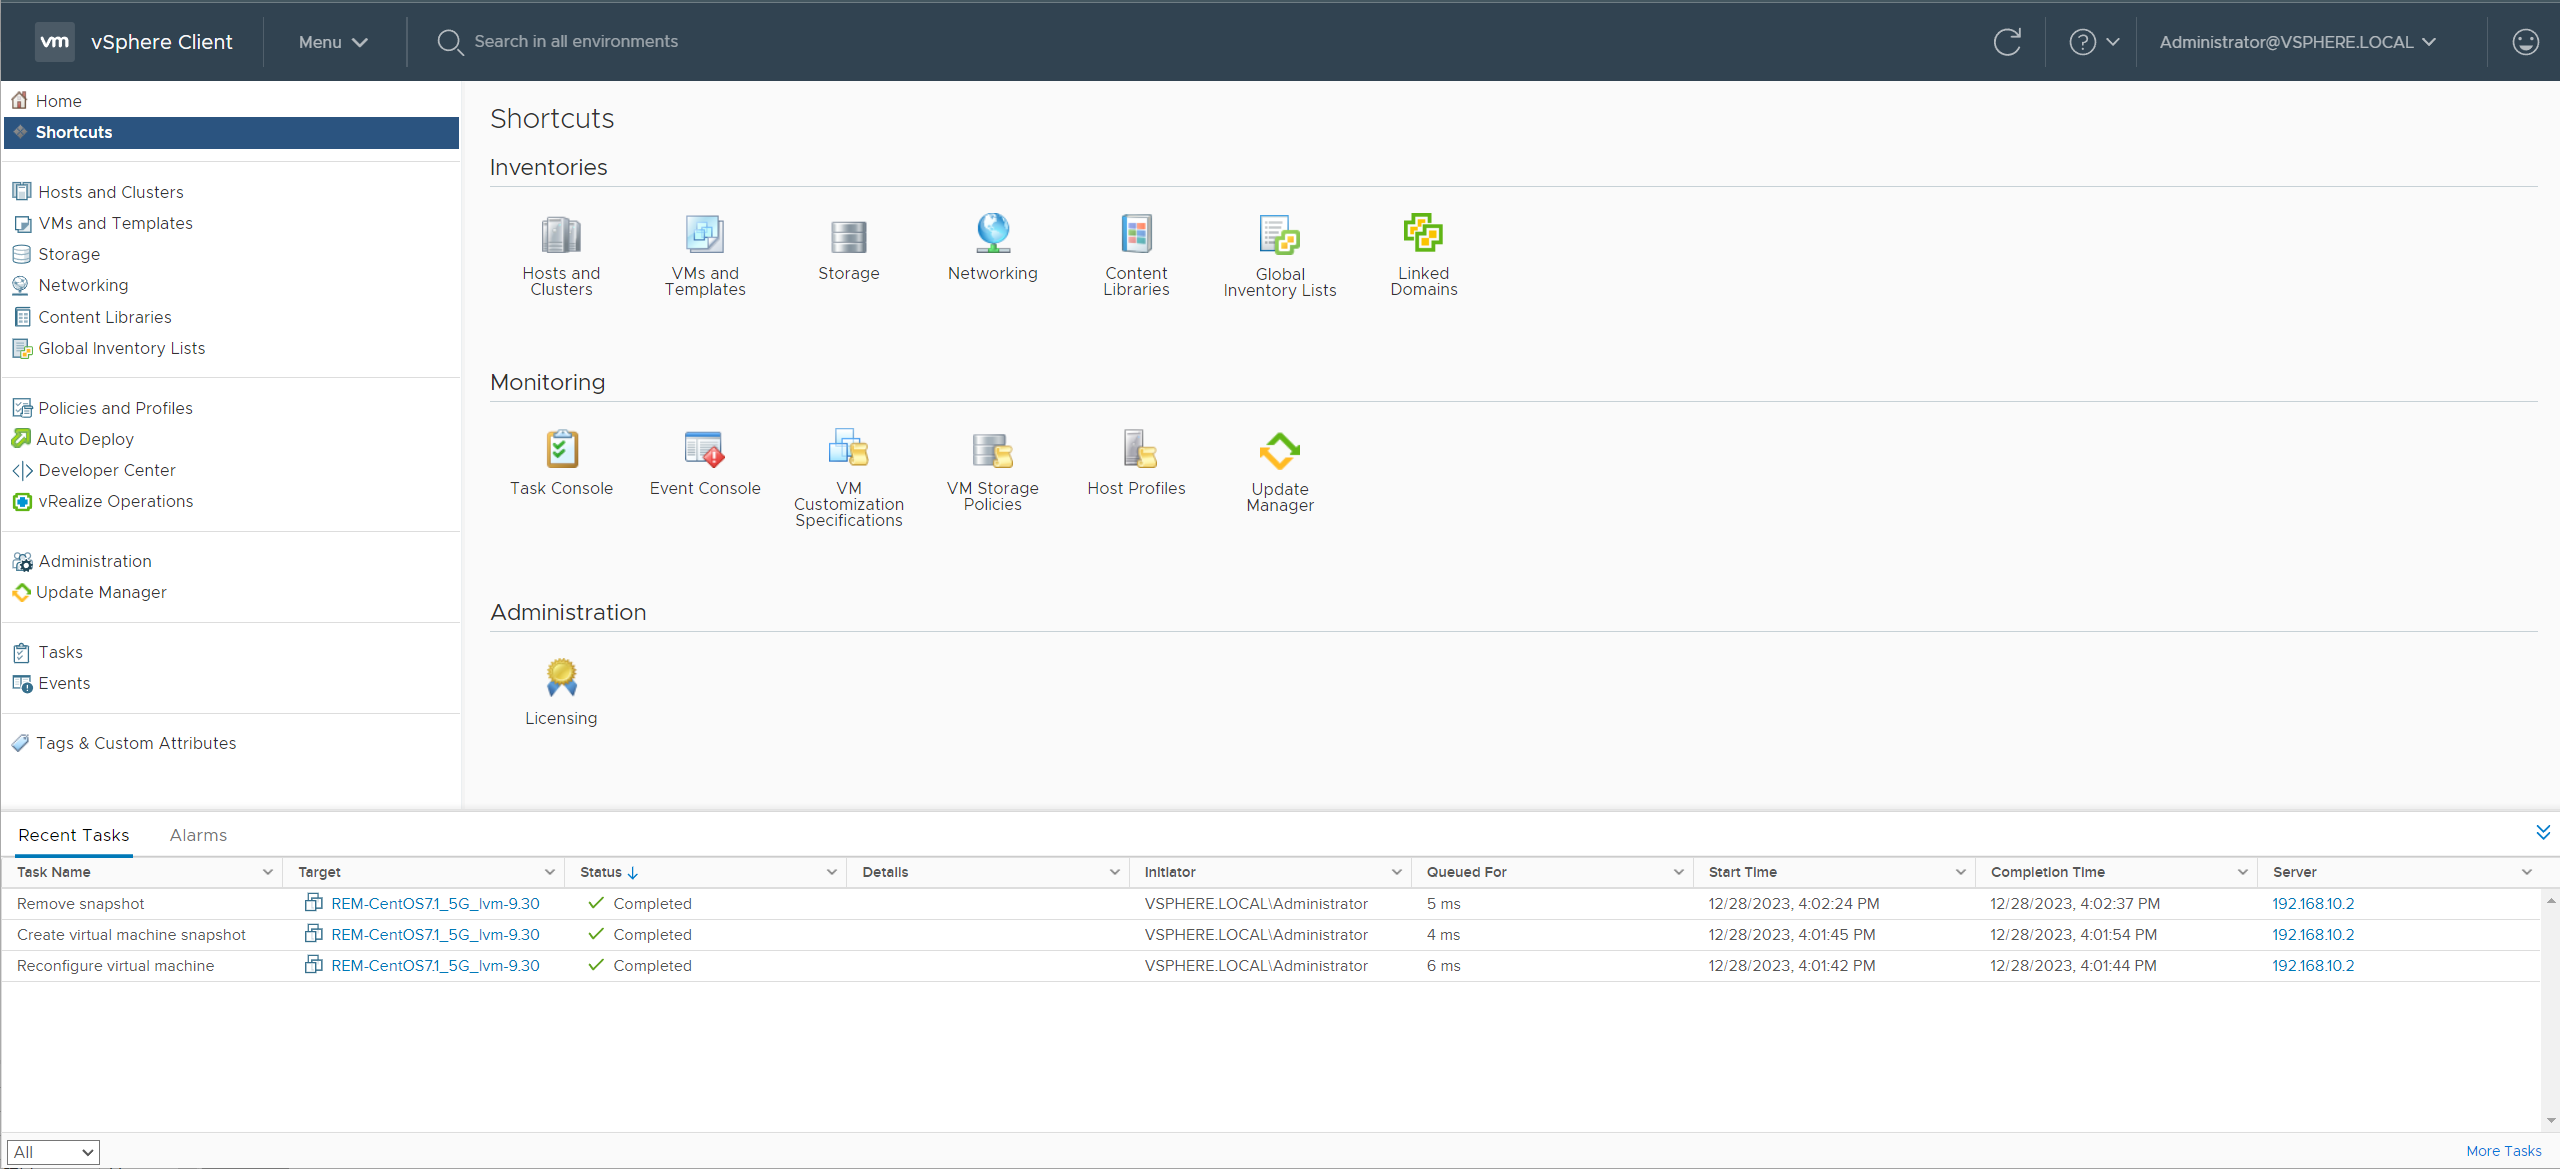 vm vSphere Client Menu Search in all environments ? Administrator@VSPHERE.LOCAL
Home
Shortcuts
Hosts and Clusters
VMs and Templates
Storage
Networking
Content Libraries
Global Inventory Lists
Policies and Profiles
Auto Deploy
Developer Center
vRealize Operations
Administration
Update Manager
Tasks
Events
Tags & Custom Attributes
Shortcuts
Inventories
Hosts and
Clusters
VMs and
Templates
Storage
Networking
Content
Libraries
Global
Inventory Lists
Linked
Domains
Monitoring
Task Console
Event Console
VM
Customization
Specifications
VM Storage
Policies
Host Profiles
Update
Manager
Administration
Licensing
Recent Tasks Alarms
Task Name Target Status Details Initiator Queued For Start Time Completion Time Server
Remove snapshot REM-CentOS7.1_5G_lvm-9.30 Completed VSPHERE.LOCAL\Administrator 5 ms 12/28/2023, 4:02:24 PM 12/28/2023, 4:02:37 PM 192.168.10.2
Create virtual machine snapshot REM-CentOS7.1_5G_lvm-9.30 Completed VSPHERE.LOCAL\Administrator 4 ms 12/28/2023, 4:01:45 PM 12/28/2023, 4:01:54 PM 192.168.10.2
Reconfigure virtual machine REM-CentOS7.1_5G_lvm-9.30 Completed VSPHERE.LOCAL\Administrator 6 ms 12/28/2023, 4:01:42 PM 12/28/2023, 4:01:44 PM 192.168.10.2
All More Tasks